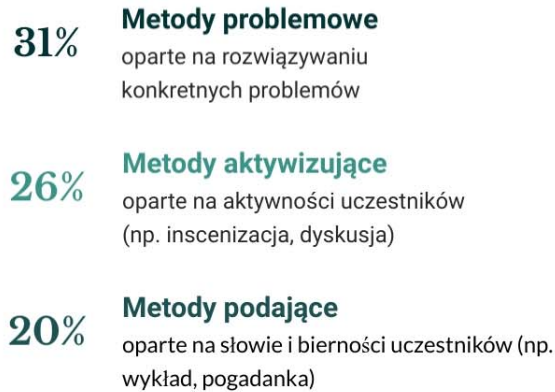 31%
Metody problemowe
oparte na rozwiązywaniu
konkretnych problemów
26%
Metody aktywizujące
oparte na aktywności uczestników
(np. inscenizacja, dyskusja)
20%
Metody podające
oparte na słowie i bierności uczestników (np.
wykład, pogadanka)